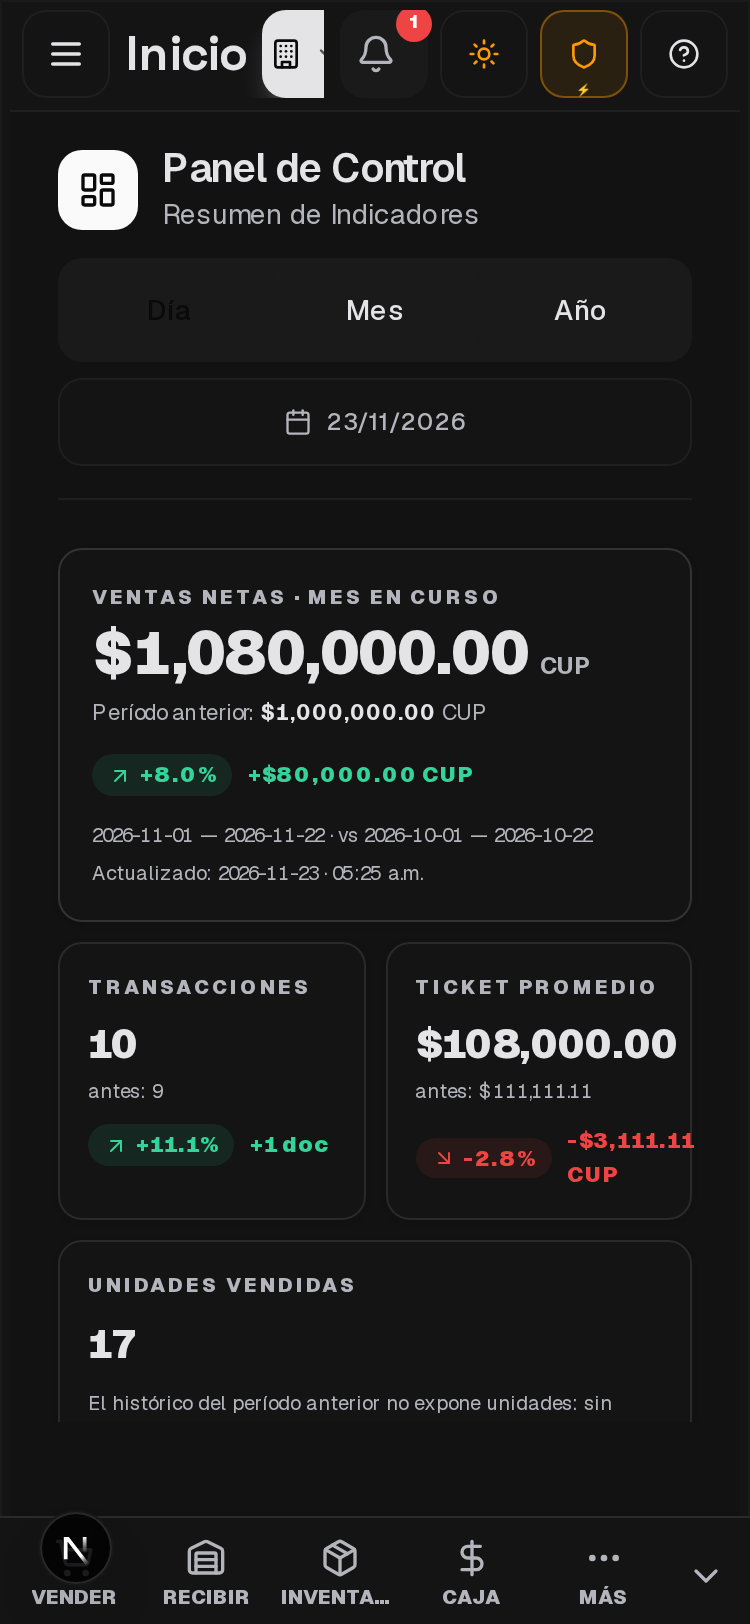 Inicio
1
Panel de Control
Resumen de Indicadores
Día
Mes
Año
23/11/2026
VENTAS NETAS · MES EN CURSO
$1,080,000.00 CUP
Período anterior: $1,000,000.00 CUP
+8.0% +$80,000.00 CUP
2026-11-01 — 2026-11-22 · vs 2026-10-01 — 2026-10-22
Actualizado: 2026-11-23 · 05:25 a.m.
TRANSACCIONES
10
antes: 9
+11.1% +1 doc
TICKET PROMEDIO
$108,000.00
antes: $111,111.11
-2.8% -$3,111.11
CUP
UNIDADES VENDIDAS
17
El histórico del período anterior no expone unidades: sin
N
VENDER
RECIBIR
INVENTA...
CAJA
MÁS